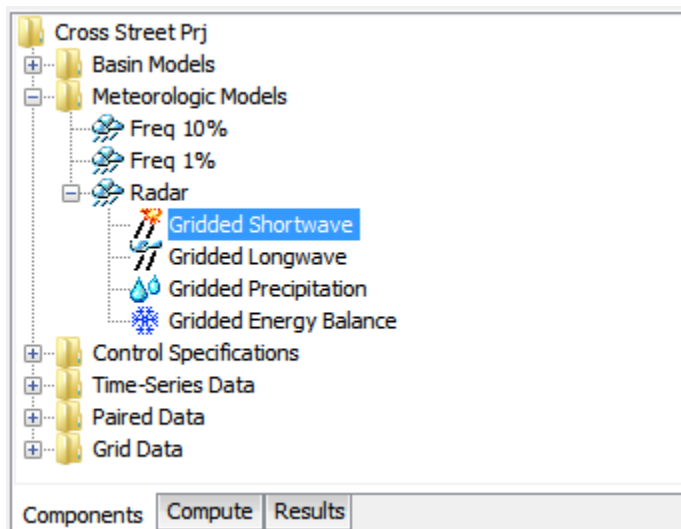 Cross Street Prj
Basin Models
Meteorologic Models
Freq 10%
Freq 1%
Radar
Gridded Shortwave
Gridded Longwave
Gridded Precipitation
Gridded Energy Balance
Control Specifications
Time-Series Data
Paired Data
Grid Data
Components Compute Results